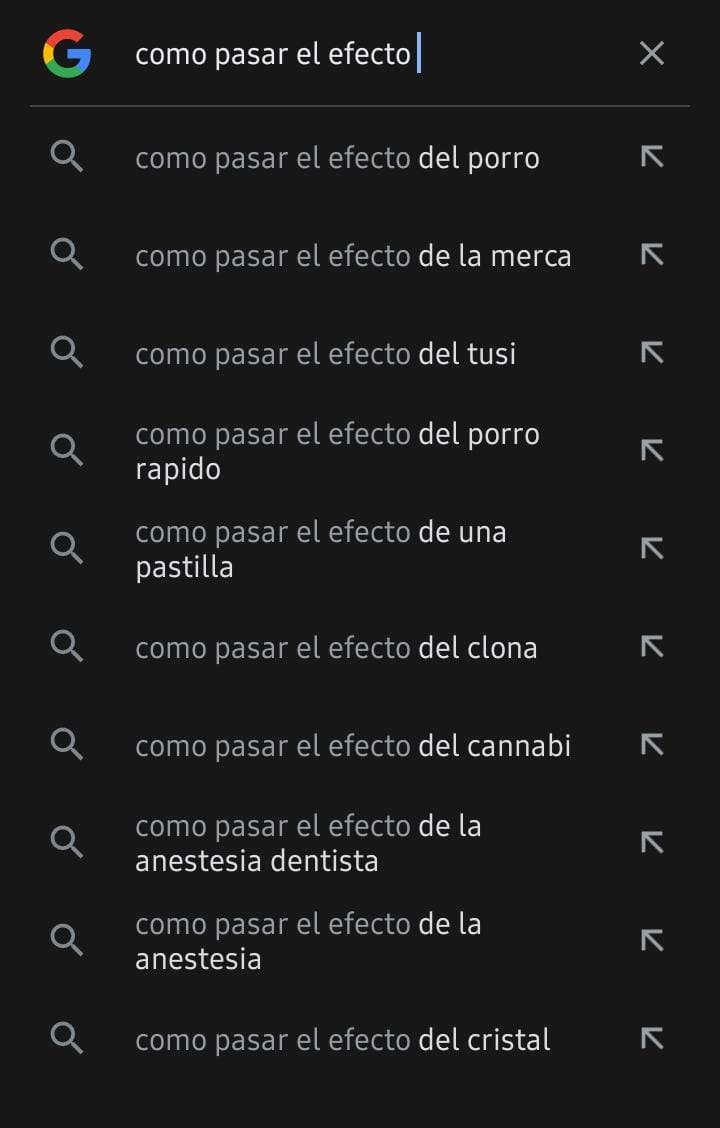 como pasar el efecto
como pasar el efecto del porro
como pasar el efecto de la merca
como pasar el efecto del tusi
como pasar el efecto del porro
rapido
como pasar el efecto de una
pastilla
como pasar el efecto del clona
como pasar el efecto del cannabi
como pasar el efecto de la
anestesia dentista
como pasar el efecto de la
anestesia
como pasar el efecto del cristal